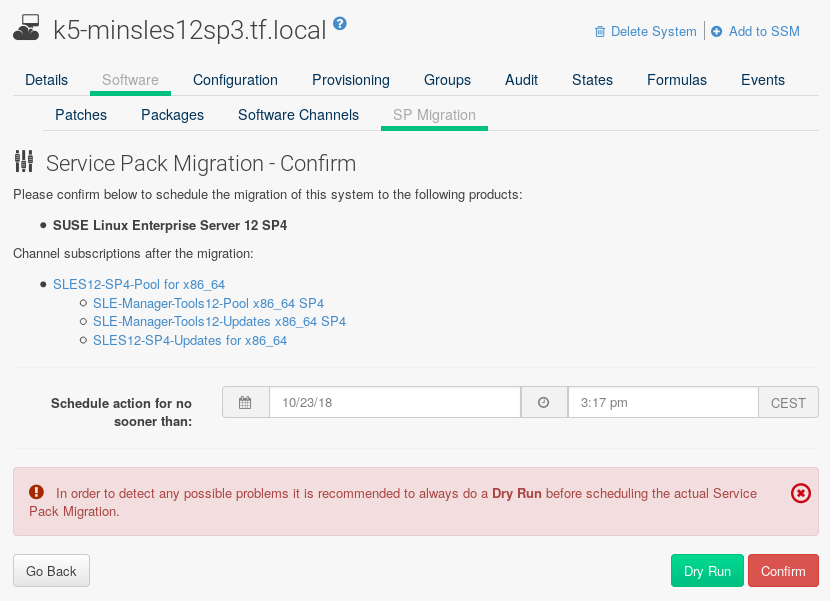 k5-minsles12sp3.tf.local ?
Delete System | Add to SSM
Details Software Configuration Provisioning Groups Audit States Formulas Events
Patches Packages Software Channels SP Migration
Service Pack Migration - Confirm
Please confirm below to schedule the migration of this system to the following products:
SUSE Linux Enterprise Server 12 SP4
Channel subscriptions after the migration:
SLES12-SP4-Pool for x86_64
SLE-Manager-Tools12-Pool x86_64 SP4
SLE-Manager-Tools12-Updates x86_64 SP4
SLES12-SP4-Updates for x86_64
Schedule action for no 10/23/18 3:17 pm CEST
sooner than:
In order to detect any possible problems it is recommended to always do a Dry Run before scheduling the actual Service
Pack Migration.
Go Back Dry Run Confirm